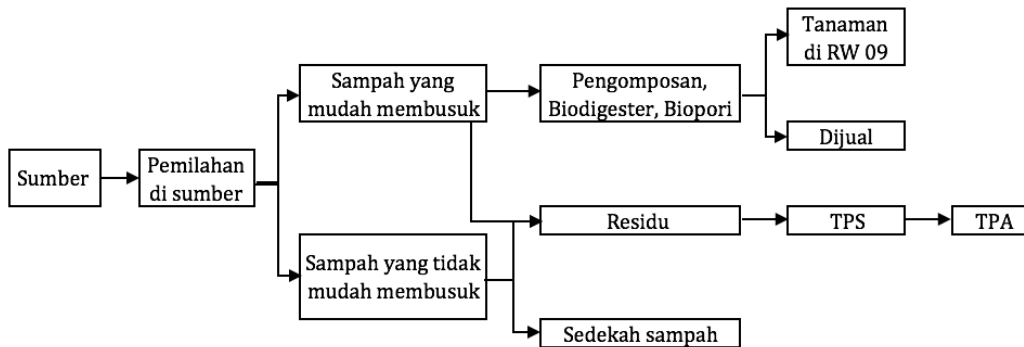 Sumber
Pemilahan
di sumber
Sampah yang
mudah membusuk
Sampah yang tidak
mudah membusuk
Pengomposan,
Biodigester, Biopori
Residu
Sedekah sampah
Tanaman
di RW 09
Dijual
TPS
TPA